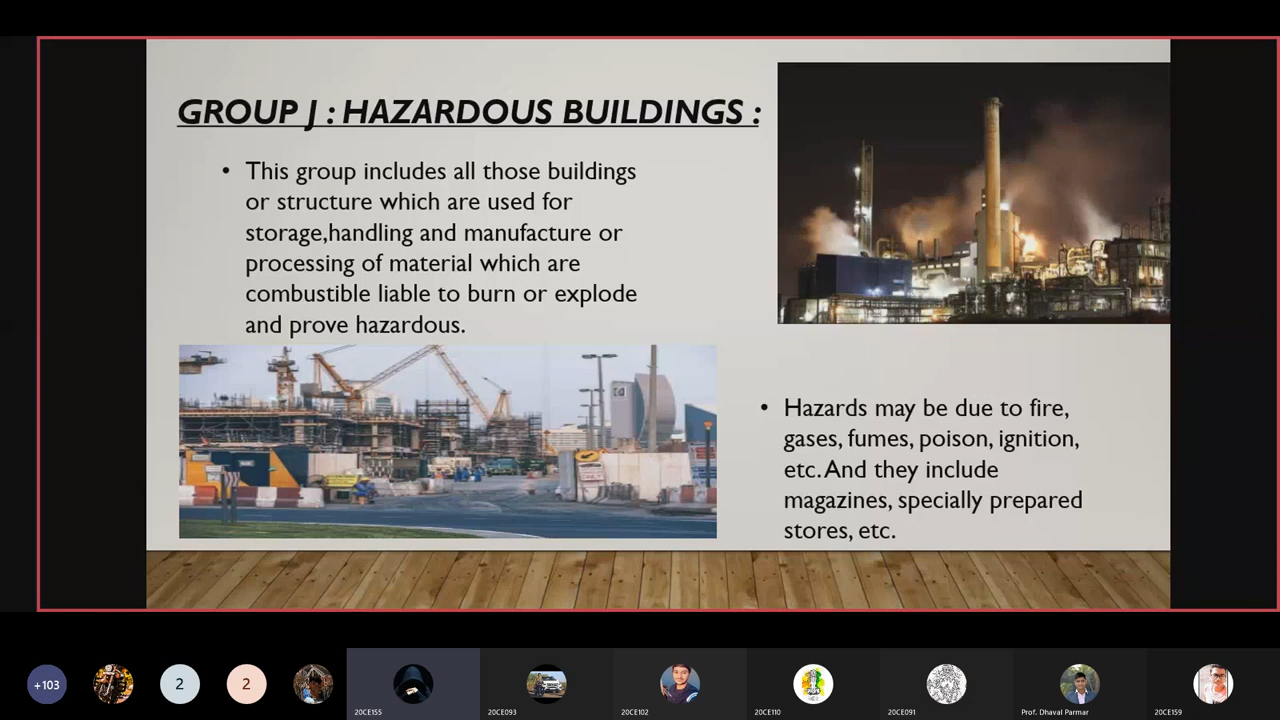 GROUP J : HAZARDOUS BUILDINGS :
• This group includes all those buildings
or structure which are used for
storage,handling and manufacture or
processing of material which are
combustible liable to burn or explode
and prove hazardous.
• Hazards may be due to fire,
gases, fumes, poison, ignition,
etc. And they include
magazines, specially prepared
stores, etc.
+103
2
2
20CE155
20CE093
20CE102
20CE110
20CE091
Prof. Dhaval Parmar
20CE159